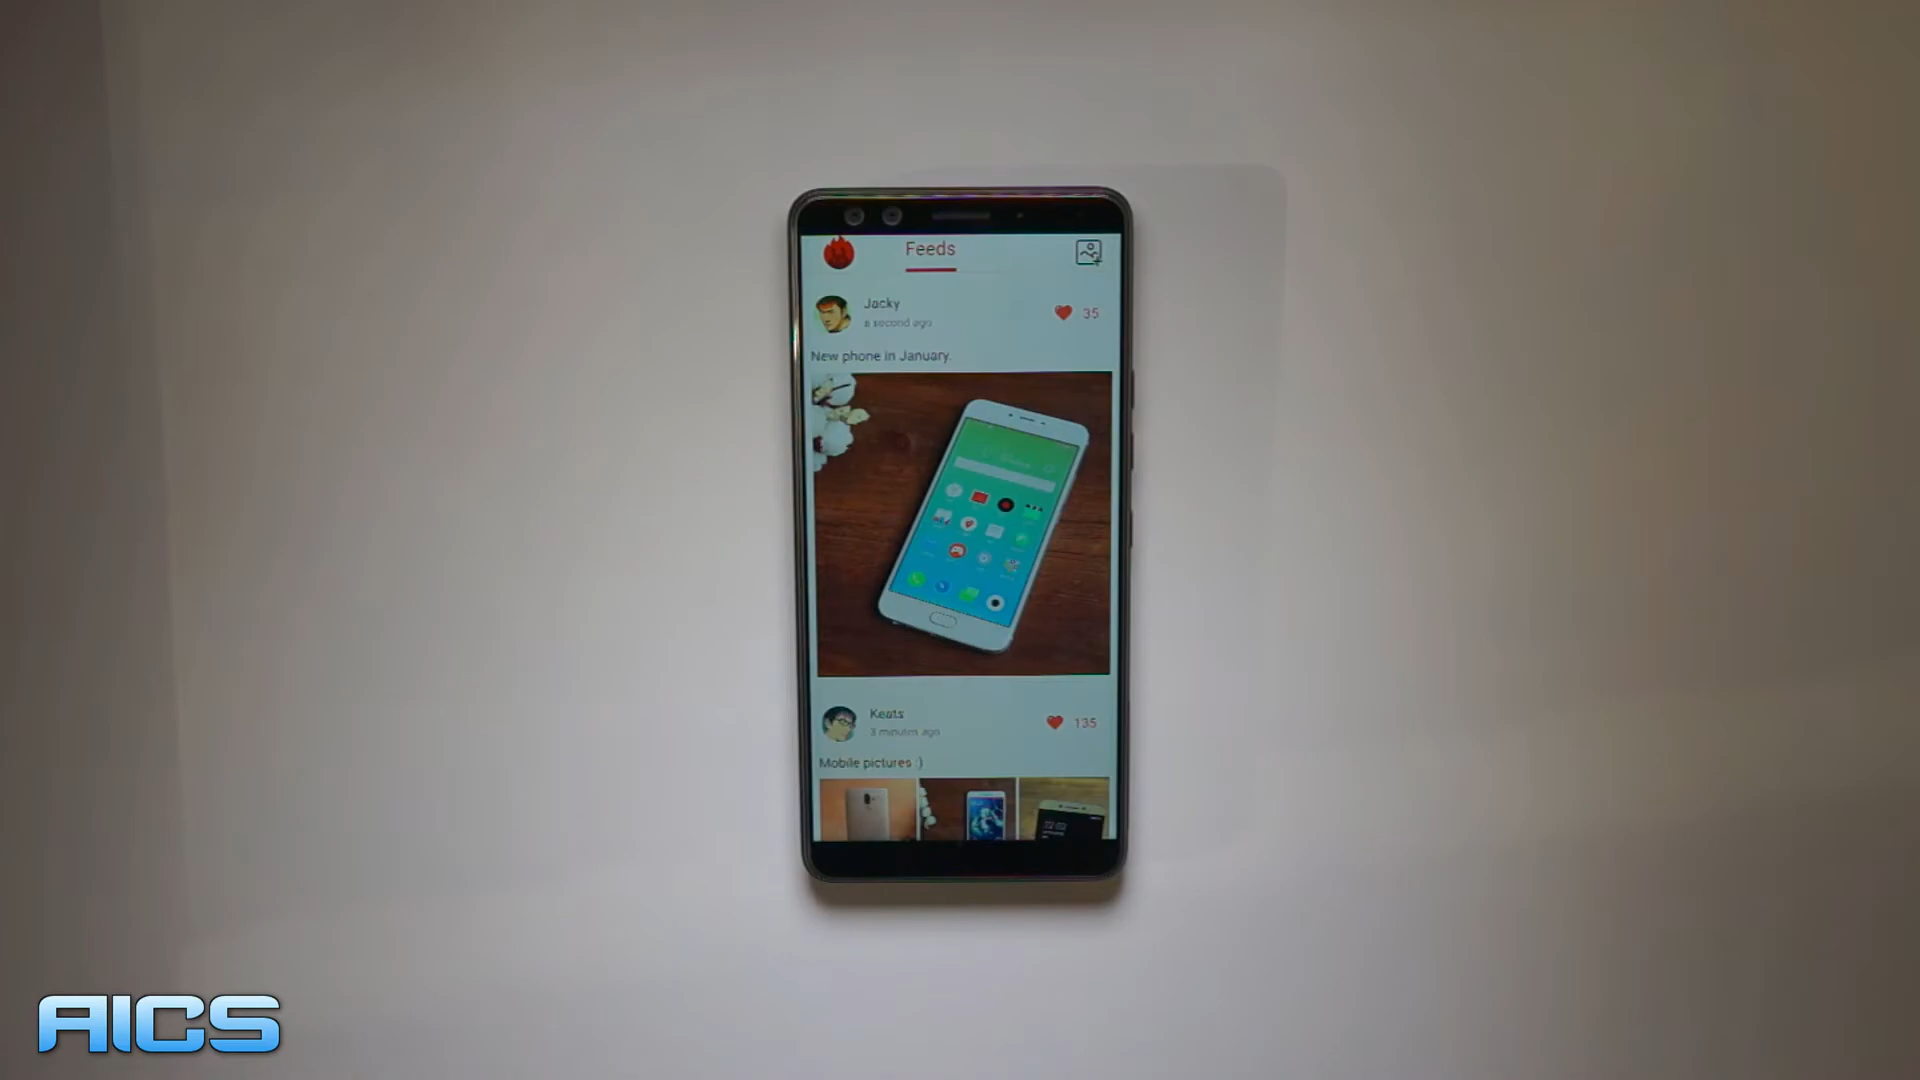 Feeds
Jacky
a second ago
35
New phone in January.
Keats
3 minutes ago
135
Mobile pictures :)
AICS